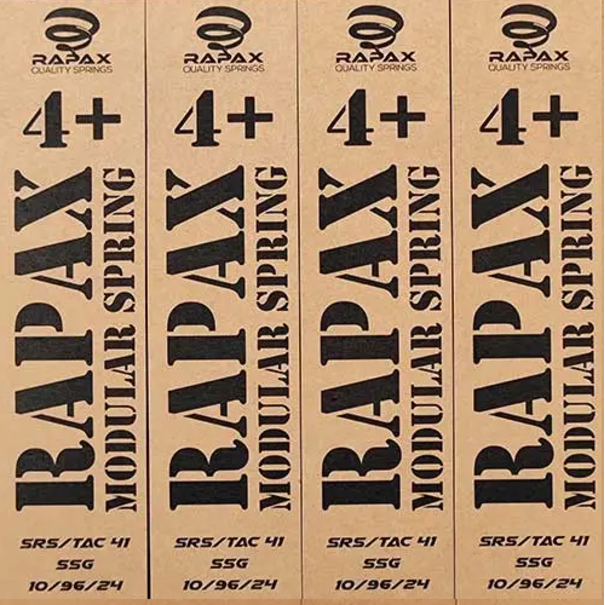 RAPAX
QUALITY SPRINGS
4+
RAPAX
MODULAR SPRING
SRS/TAC 41
SSG
10/96/24
RAPAX
QUALITY SPRINGS
4+
RAPAX
MODULAR SPRING
SRS/TAC 41
SSG
10/96/24
RAPAX
QUALITY SPRINGS
4+
RAPAX
MODULAR SPRING
SRS/TAC 41
SSG
10/96/24
RAPAX
QUALITY SPRINGS
4+
RAPAX
MODULAR SPRING
SRS/TAC 41
SSG
10/96/24